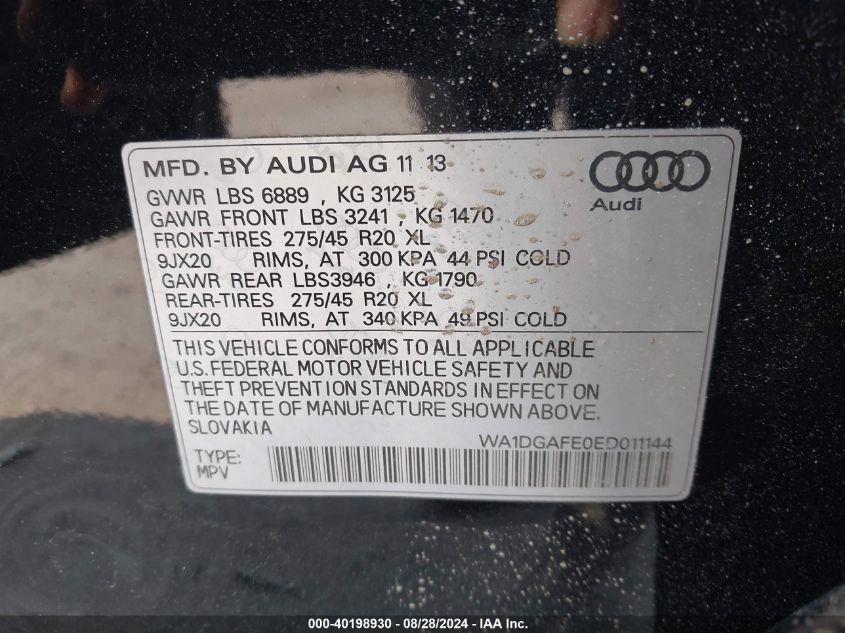 MFD. BY AUDI AG 11 13
Audi
GVWR LBS 6889 , KG 3125
GAWR FRONT LBS 3241 , KG 1470
FRONT-TIRES 275/45 R20 XL
9JX20 RIMS, AT 300 KPA 44 PSI COLD
GAWR REAR LBS3946 , KG 1790
REAR-TIRES 275/45 R20 XL
9JX20 RIMS, AT 340 KPA 49 PSI COLD
THIS VEHICLE CONFORMS TO ALL APPLICABLE
U.S. FEDERAL MOTOR VEHICLE SAFETY AND
THEFT PREVENTION STANDARDS IN EFFECT ON
THE DATE OF MANUFACTURE SHOWN ABOVE.
SLOVAKIA
WA1DGAFE0ED011144
TYPE:
MPV
000-40198930 - 08/28/2024 - IAA Inc.